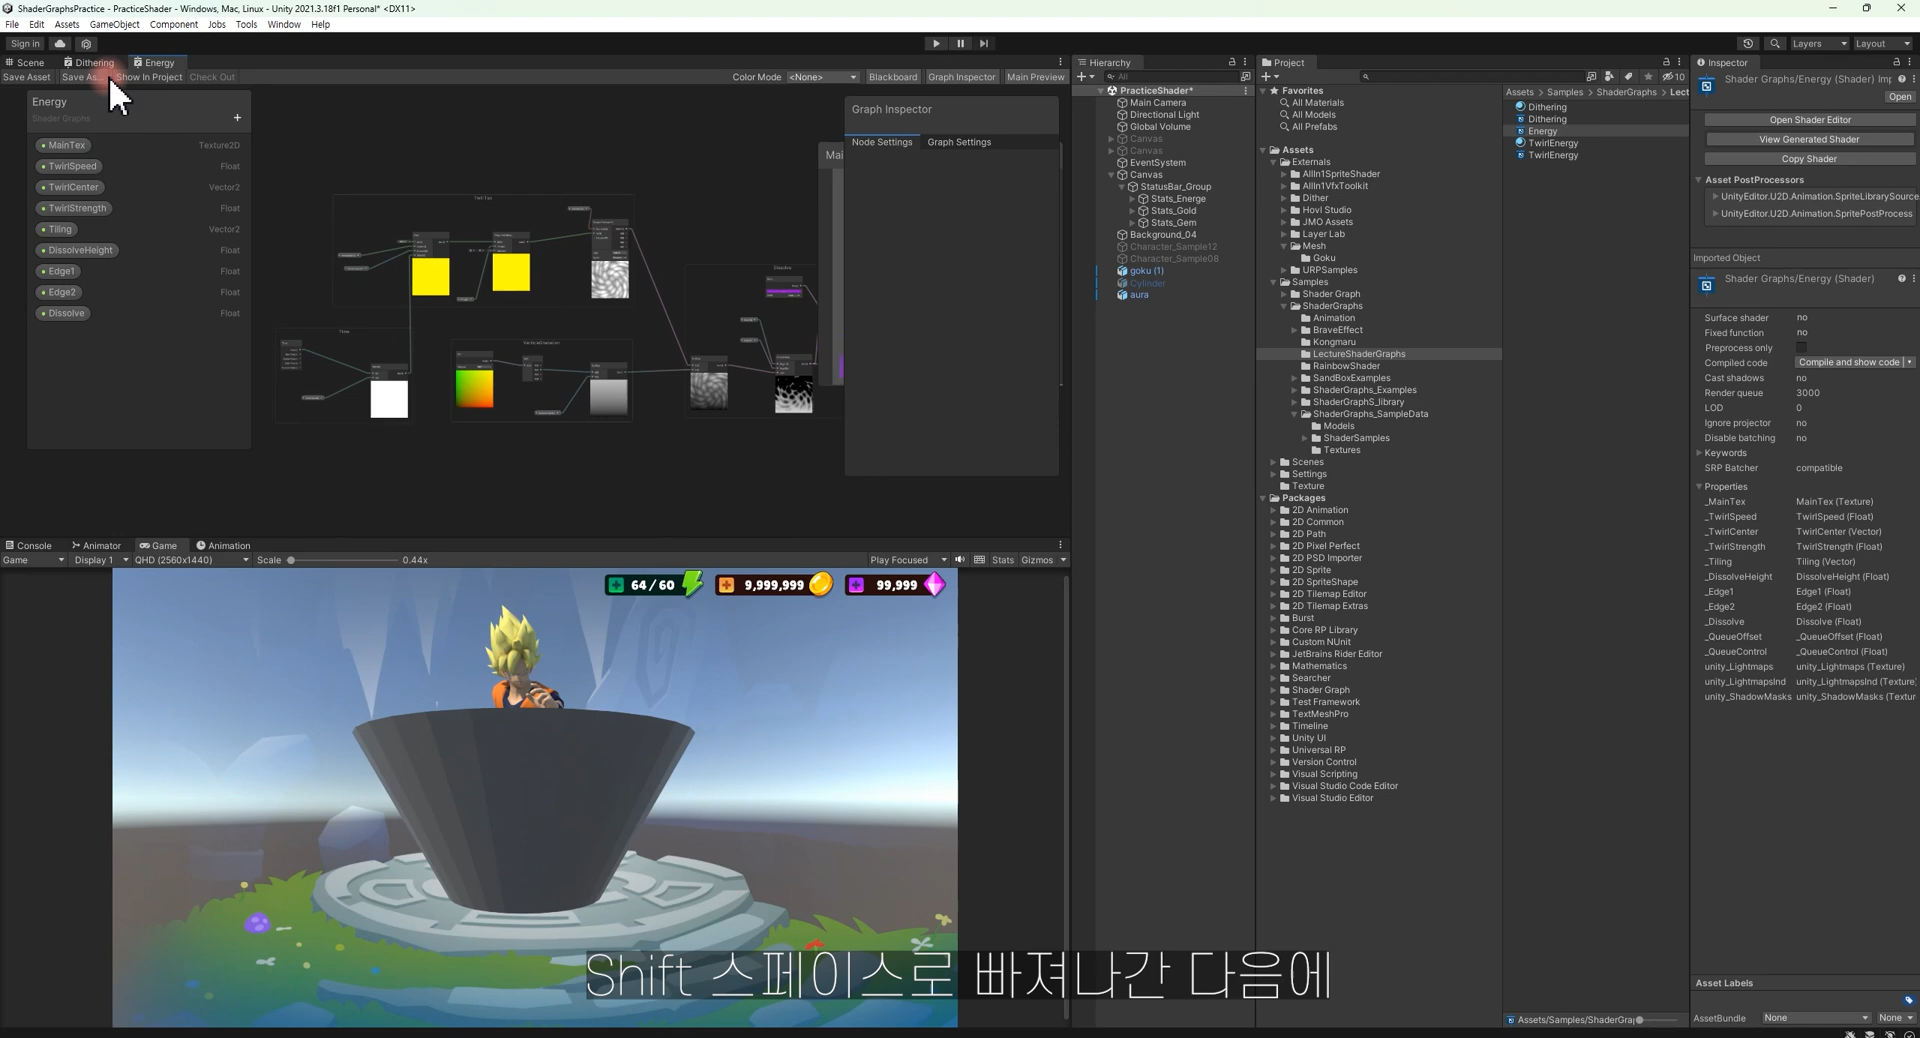 ShaderGraphsPractice - PracticeShader - Windows, Mac, Linux - Unity 2021.3.18f1 Personal* <DX11>
File Edit Assets GameObject Component Jobs Tools Window Help
Sign in
Layers
Layout
Scene Dithering Energy
Save Asset Save As... Show In Project Check Out
Color Mode <None> Blackboard Graph Inspector Main Preview
Energy
Shader Graphs
MainTex Texture2D
TwirlSpeed Float
TwirlCenter Vector2
TwirlStrength Float
Tiling Vector2
DissolveHeight Float
Edge1 Float
Edge2 Float
Dissolve Float
Mai
Graph Inspector
Node Settings Graph Settings
Console Animator Game Animation
Game Display 1 QHD (2560x1440) Scale 0.44x Play Focused Stats Gizmos
64/60 9,999,999 99,999
Shift 스페이스로 빠져나간 다음에
Hierarchy
All
PracticeShader*
Main Camera
Directional Light
Global Volume
Canvas
Canvas
EventSystem
Canvas
StatusBar_Group
Stats_Energe
Stats_Gold
Stats_Gem
Background_04
Character_Sample12
Character_Sample08
goku (1)
Cylinder
aura
Project
10
Favorites
All Materials
All Models
All Prefabs
Assets
Externals
AllIn1SpriteShader
AllIn1VfxToolkit
Dither
Hovl Studio
JMO Assets
Layer Lab
Mesh
Goku
URPSamples
Samples
Shader Graph
ShaderGraphs
Animation
BraveEffect
Kongmaru
LectureShaderGraphs
RainbowShader
SandBoxExamples
ShaderGraphs_Examples
ShaderGraphS_library
ShaderGraphs_SampleData
Models
ShaderSamples
Textures
Scenes
Settings
Texture
Packages
2D Animation
2D Common
2D Path
2D Pixel Perfect
2D PSD Importer
2D Sprite
2D SpriteShape
2D Tilemap Editor
2D Tilemap Extras
Burst
Core RP Library
Custom NUnit
JetBrains Rider Editor
Mathematics
Searcher
Shader Graph
Test Framework
TextMeshPro
Timeline
Unity UI
Universal RP
Version Control
Visual Scripting
Visual Studio Code Editor
Visual Studio Editor
Assets > Samples > ShaderGraphs > Lect
Dithering
Dithering
Energy
TwirlEnergy
TwirlEnergy
Assets/Samples/ShaderGrap
Inspector
Shader Graphs/Energy (Shader) Imp
Open
Open Shader Editor
View Generated Shader
Copy Shader
Asset PostProcessors
UnityEditor.U2D.Animation.SpriteLibrarySource
UnityEditor.U2D.Animation.SpritePostProcess
Imported Object
Shader Graphs/Energy (Shader)
Surface shader no
Fixed function no
Preprocess only
Compiled code Compile and show code
Cast shadows no
Render queue 3000
LOD 0
Ignore projector no
Disable batching no
Keywords
SRP Batcher compatible
Properties
_MainTex MainTex (Texture)
_TwirlSpeed TwirlSpeed (Float)
_TwirlCenter TwirlCenter (Vector)
_TwirlStrength TwirlStrength (Float)
_Tiling Tiling (Vector)
_DissolveHeight DissolveHeight (Float)
_Edge1 Edge1 (Float)
_Edge2 Edge2 (Float)
_Dissolve Dissolve (Float)
_QueueOffset _QueueOffset (Float)
_QueueControl _QueueControl (Float)
unity_Lightmaps unity_Lightmaps (Texture)
unity_LightmapsInd unity_LightmapsInd (Texture
unity_ShadowMasks unity_ShadowMasks (Textur
Asset Labels
AssetBundle None None